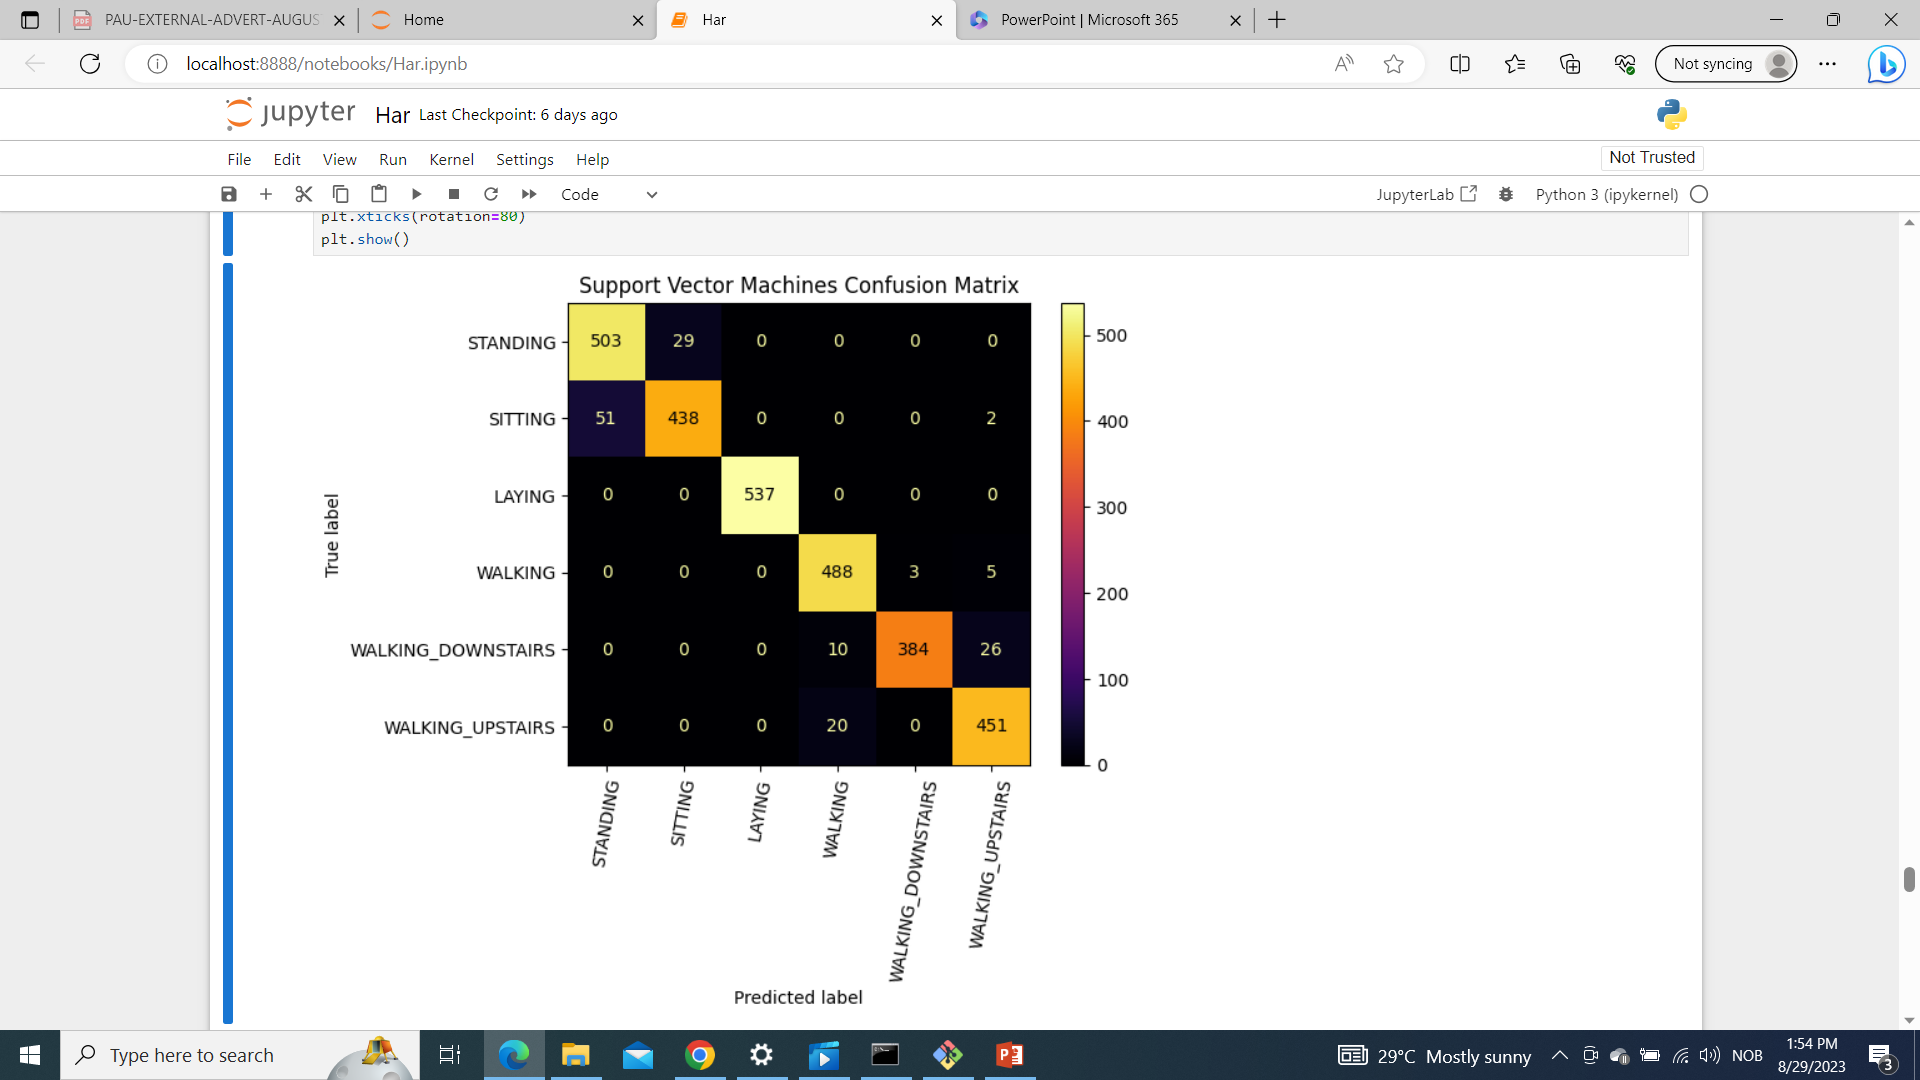 PAU-EXTERNAL-ADVERT-AUGUS
Home
Har
PowerPoint | Microsoft 365
localhost:8888/notebooks/Har.ipynb
Not syncing
jupyter Har Last Checkpoint: 6 days ago
File Edit View Run Kernel Settings Help
Not Trusted
Code
JupyterLab
Python 3 (ipykernel)
plt.xticks(rotation=80)
plt.show()
Support Vector Machines Confusion Matrix
True label
STANDING 503 29 0 0 0 0
SITTING 51 438 0 0 0 2
LAYING 0 0 537 0 0 0
WALKING 0 0 0 488 3 5
WALKING_DOWNSTAIRS 0 0 0 10 384 26
WALKING_UPSTAIRS 0 0 0 20 0 451
500
400
300
200
100
0
STANDING
SITTING
LAYING
WALKING
WALKING_DOWNSTAIRS
WALKING_UPSTAIRS
Predicted label
Type here to search
29°C Mostly sunny
NOB
1:54 PM
8/29/2023
3